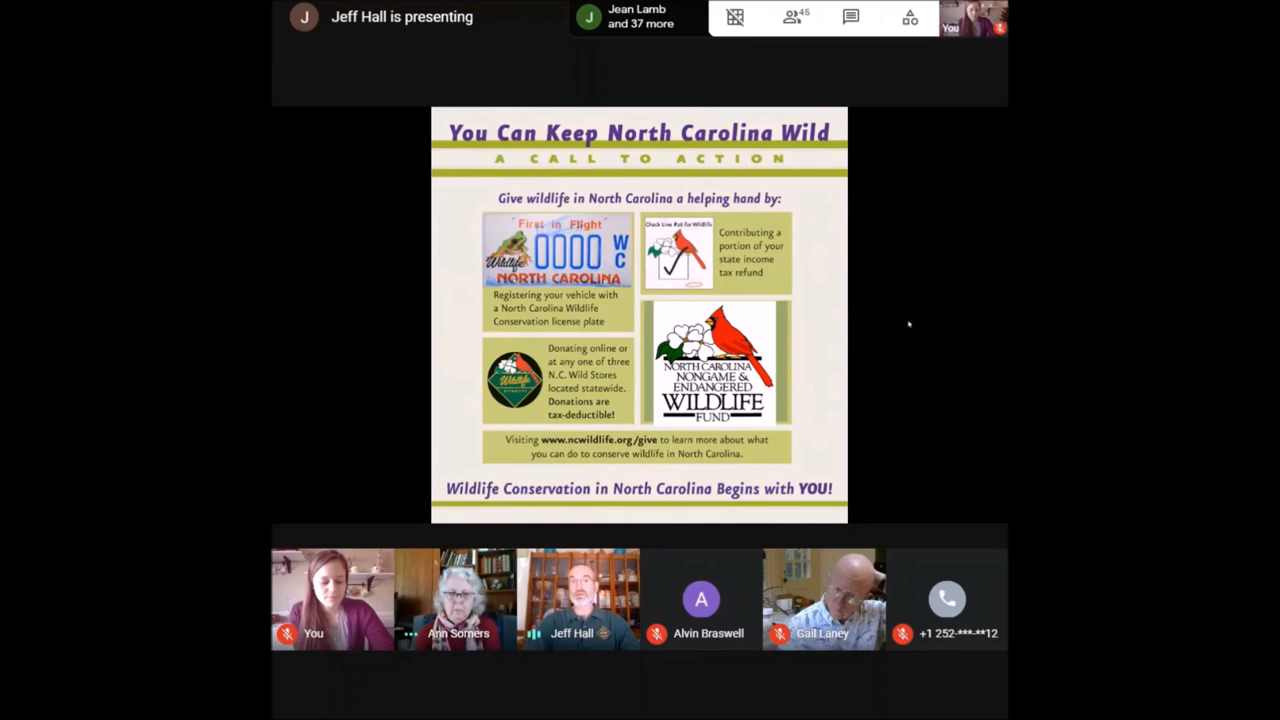 J
Jeff Hall is presenting
J
Jean Lamb
and 37 more
45
You
You Can Keep North Carolina Wild
A CALL TO ACTION
Give wildlife in North Carolina a helping hand by:
First in Flight
Wildlife
0000
W
C
NORTH CAROLINA
Registering your vehicle with
a North Carolina Wildlife
Conservation license plate
Check Line
for Wildlife
Contributing a
portion of your
state income
tax refund
Wildlife
DIVERSITY
Donating online or
at any one of three
N.C. Wild Stores
located statewide.
Donations are
tax-deductible!
NORTH CAROLINA
NONGAME &
ENDANGERED
WILDLIFE
FUND
Visiting www.ncwildlife.org/give to learn more about what
you can do to conserve wildlife in North Carolina.
Wildlife Conservation in North Carolina Begins with YOU!
You
Ann Somers
Jeff Hall
A
Alvin Braswell
Gail Laney
+1 252-***-**12